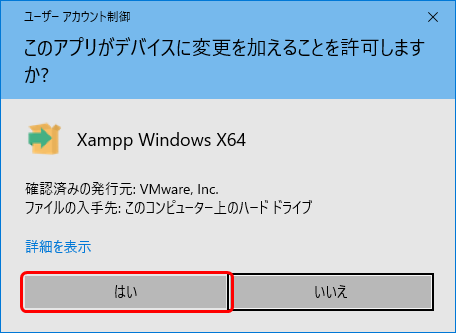 ユーザー アカウント制御
このアプリがデバイスに変更を加えることを許可します
か?
Xampp Windows X64
確認済みの発行元: VMware, Inc.
ファイルの入手先: このコンピューター上のハード ドライブ
詳細を表示
はい
いいえ